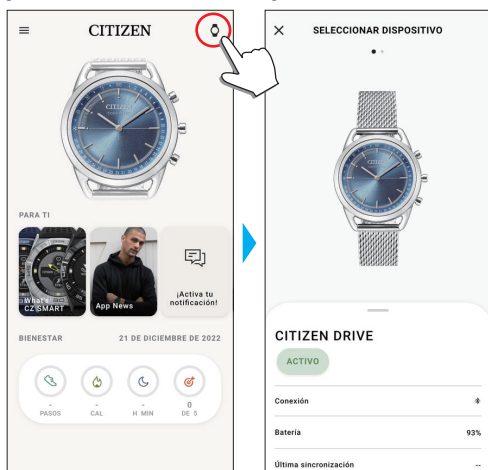 CITIZEN
CITIZEN
PARA TI
What's
CZ SMART
App News
¡Activa tu
notificación!
BIENESTAR
21 DE DICIEMBRE DE 2022
-
PASOS
-
CAL
-
H MIN
0
DE 5
SELECCIONAR DISPOSITIVO
CITIZEN
CITIZEN DRIVE
ACTIVO
Conexión
Batería
93%
Última sincronización
--